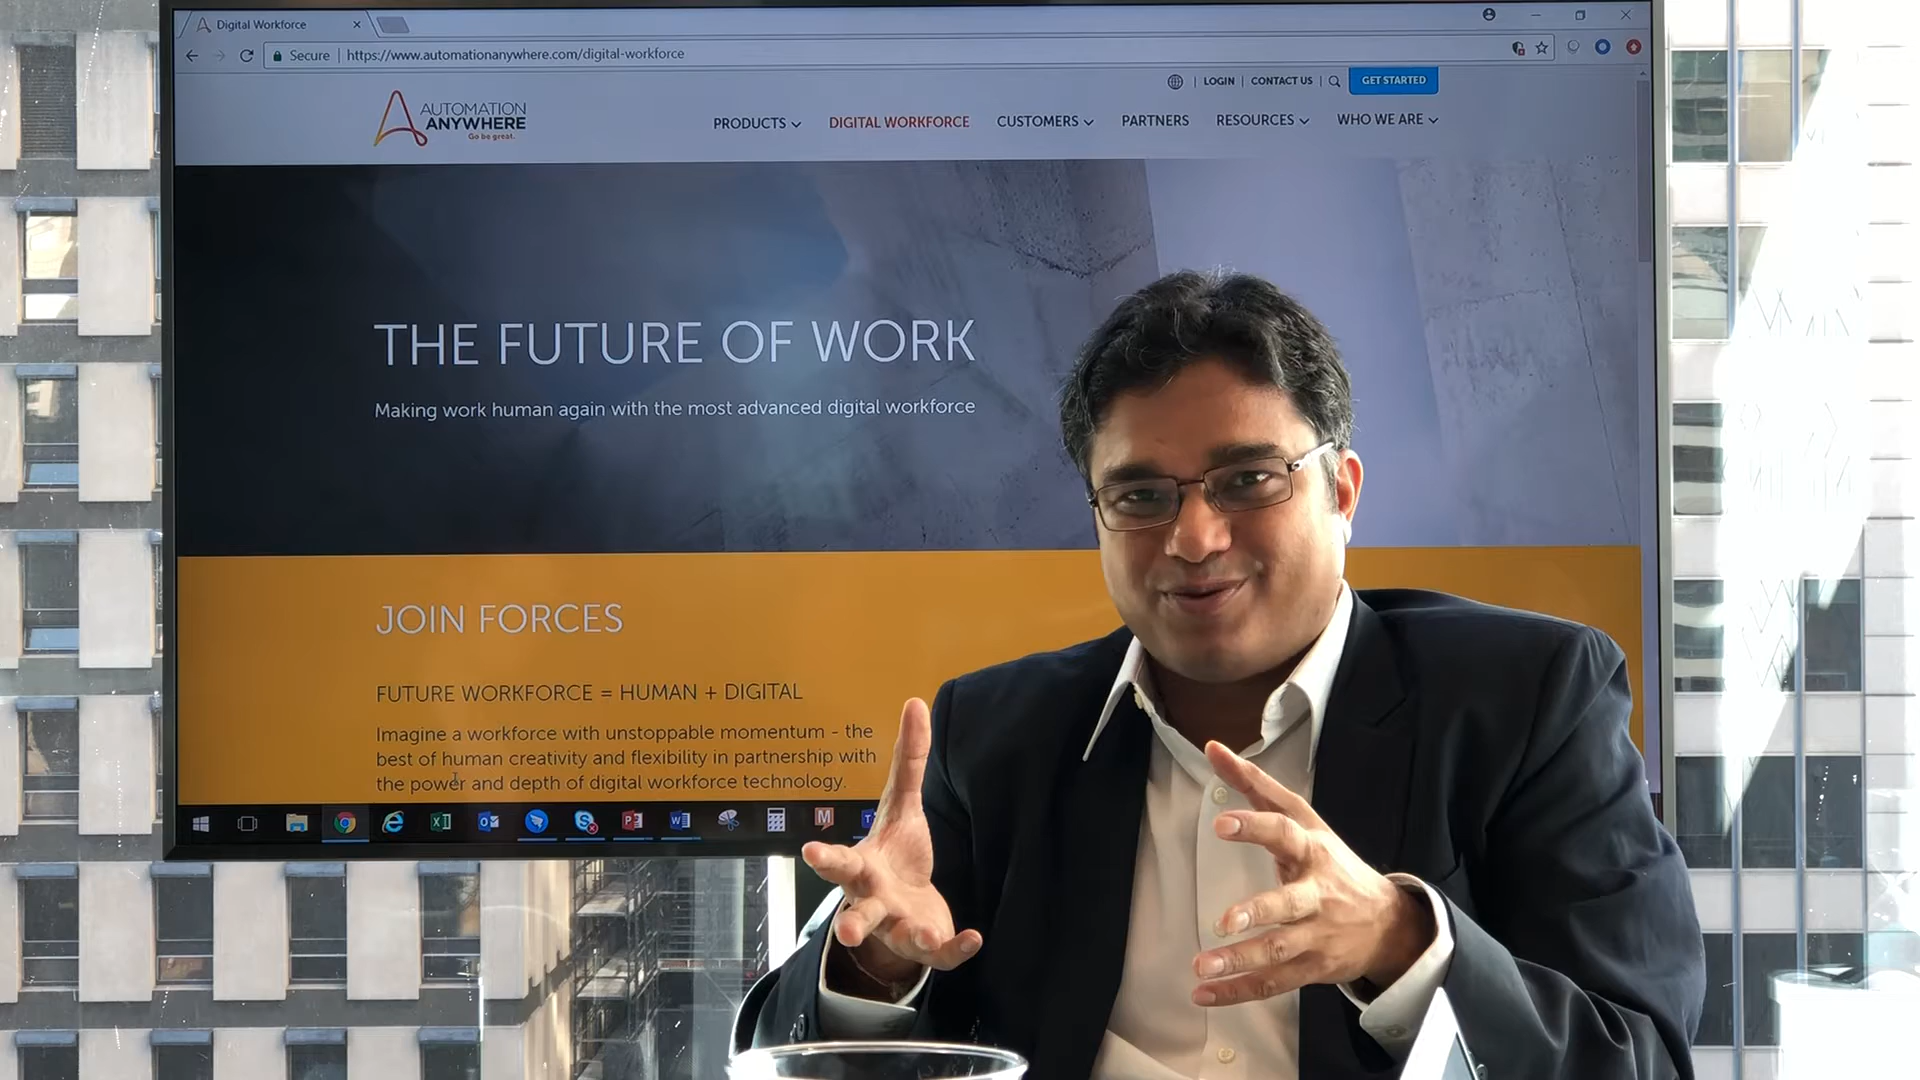 Digital Workforce
Secure | https://www.automationanywhere.com/digital-workforce
LOGIN | CONTACT US | GET STARTED
AUTOMATION
ANYWHERE
Go be great.
PRODUCTS DIGITAL WORKFORCE CUSTOMERS PARTNERS RESOURCES WHO WE ARE
THE FUTURE OF WORK
Making work human again with the most advanced digital workforce
JOIN FORCES
FUTURE WORKFORCE = HUMAN + DIGITAL
Imagine a workforce with unstoppable momentum - the
best of human creativity and flexibility in partnership with
the power and depth of digital workforce technology.